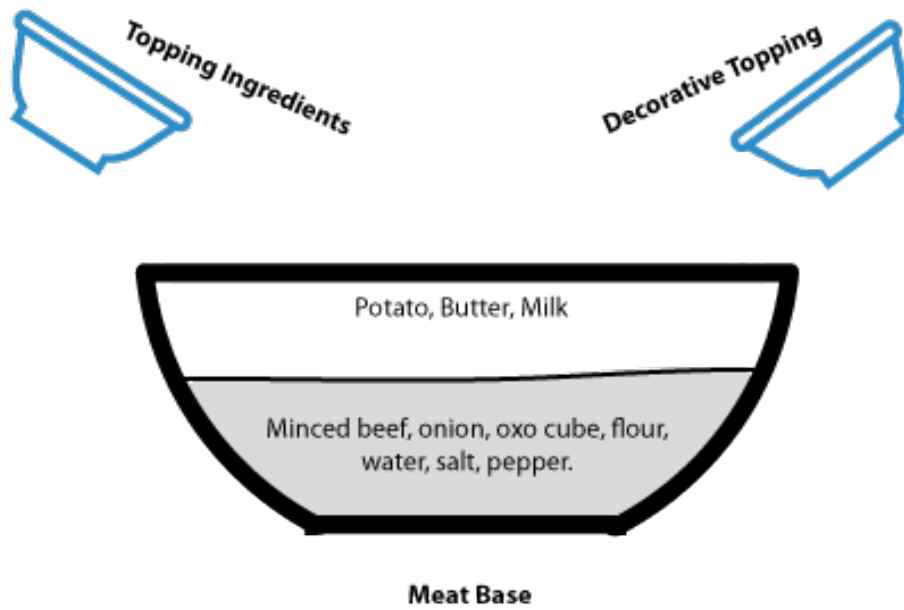 Topping Ingredients
Decorative Topping
Potato, Butter, Milk
Minced beef, onion, oxo cube, flour,
water, salt, pepper.
Meat Base